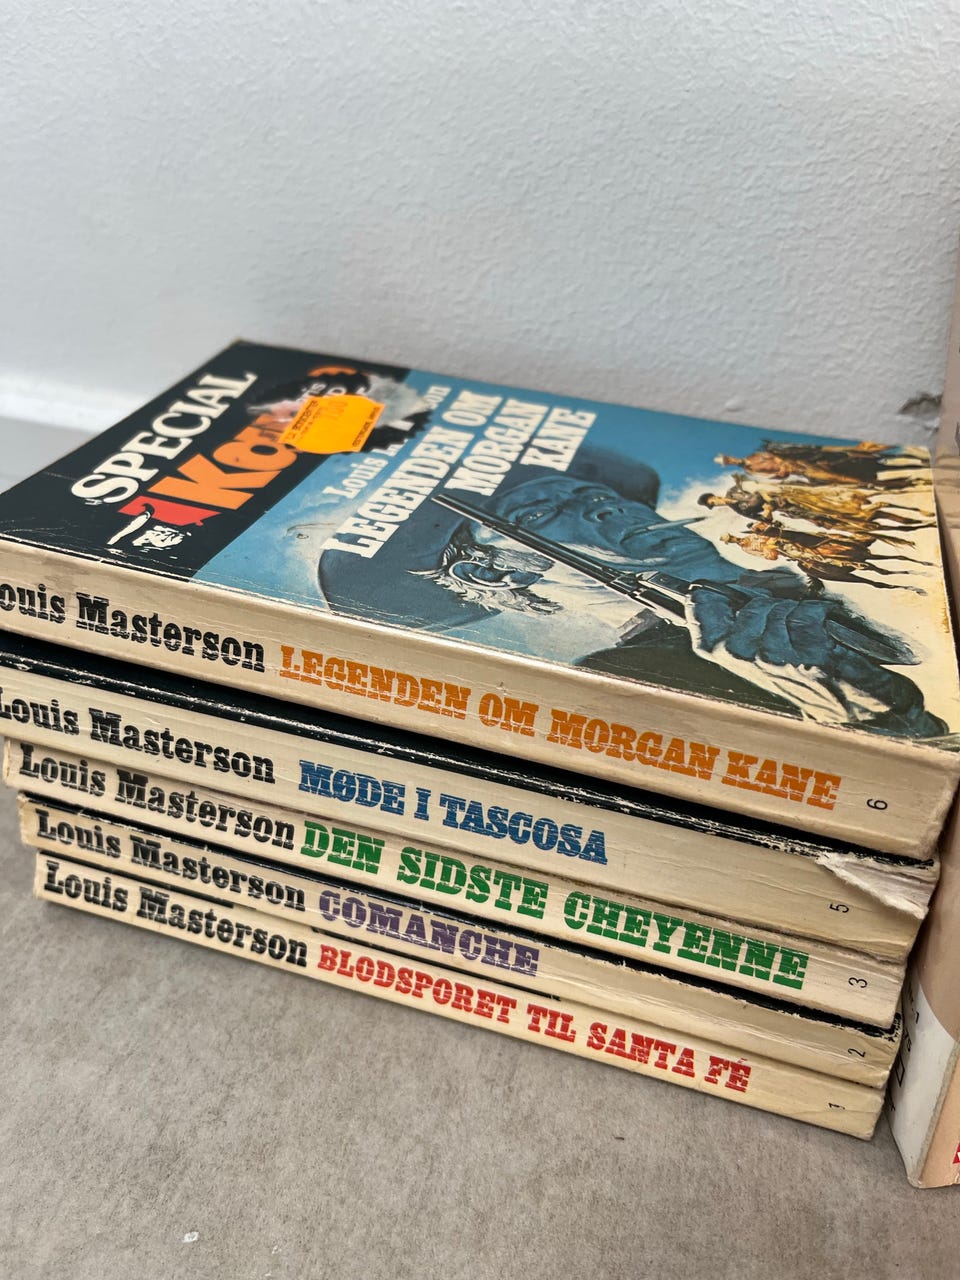 SPECIAL
Louis
LEGENDEN OM
MORGAN
KANE
ouis Masterson LEGENDEN OM MORGAN KANE 6
Louis Masterson MØDE I TASCOSA 5
Louis Masterson DEN SIDSTE CHEYENNE 3
Louis Masterson COMANCHE 2
Louis Masterson BLODSPORET TIL SANTA FÉ 1